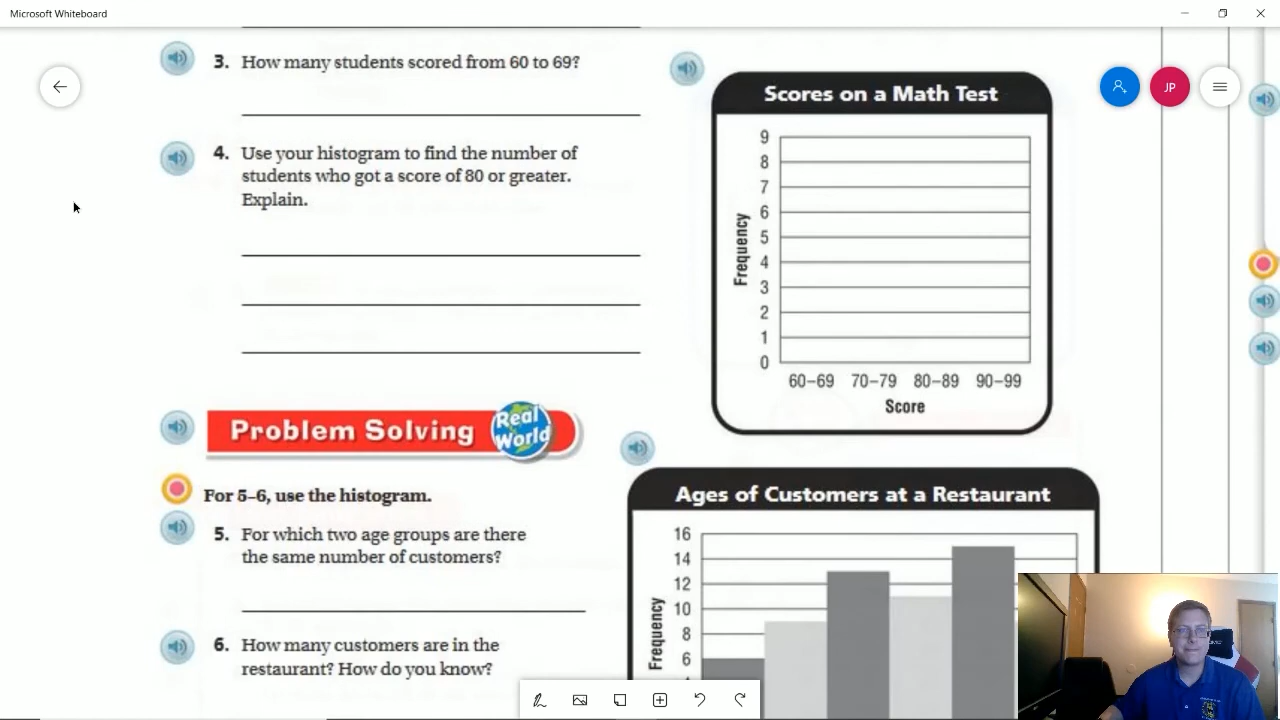 Microsoft Whiteboard
3. How many students scored from 60 to 69?
4. Use your histogram to find the number of
students who got a score of 80 or greater.
Explain.
Scores on a Math Test
Frequency
9
8
7
6
5
4
3
2
1
0
60–69 70–79 80–89 90–99
Score
JP
Problem Solving
Real
World
For 5–6, use the histogram.
5. For which two age groups are there
the same number of customers?
6. How many customers are in the
restaurant? How do you know?
Ages of Customers at a Restaurant
Frequency
16
14
12
10
8
6